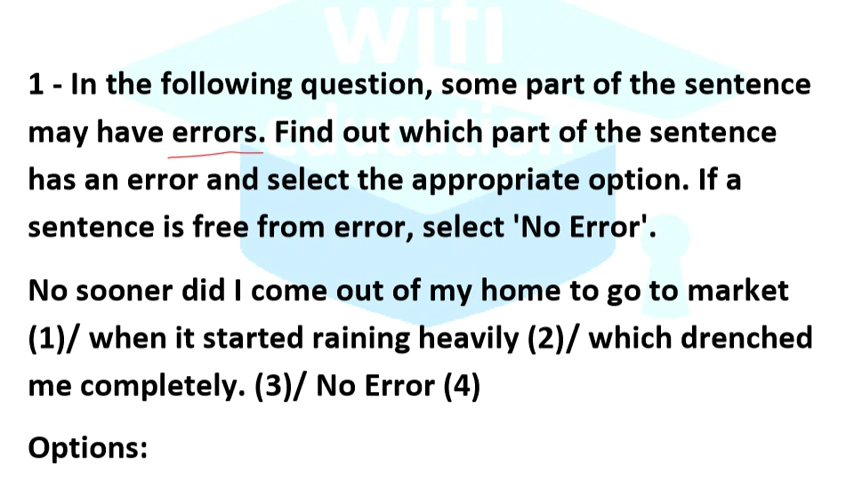 wifi
education
1 - In the following question, some part of the sentence
may have errors. Find out which part of the sentence
has an error and select the appropriate option. If a
sentence is free from error, select 'No Error'.
No sooner did I come out of my home to go to market
(1)/ when it started raining heavily (2)/ which drenched
me completely. (3)/ No Error (4)
Options: